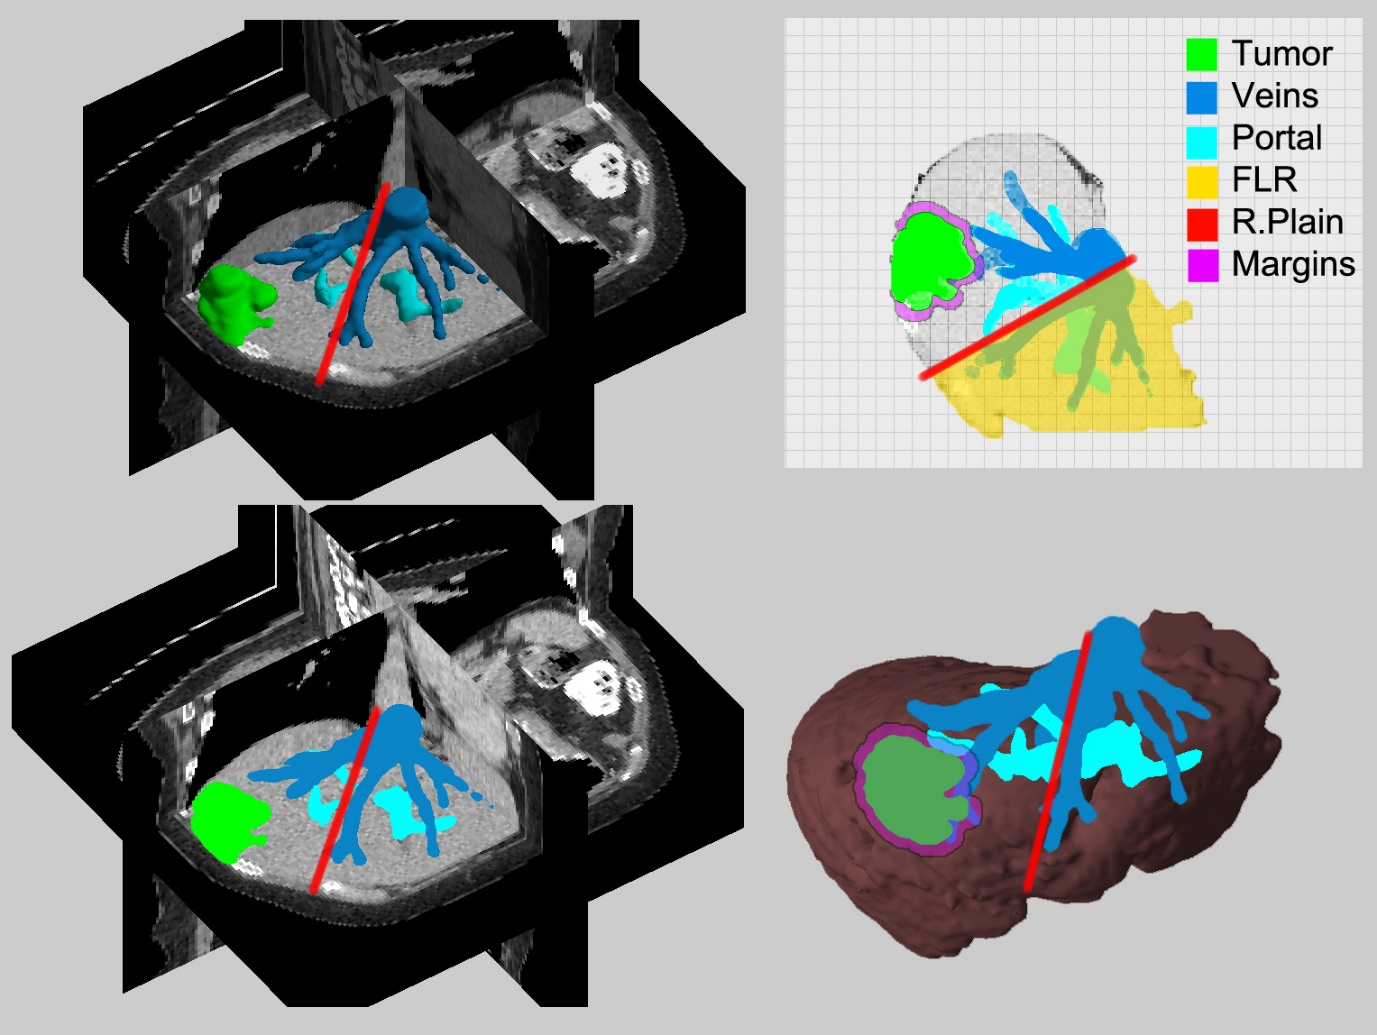 Tumor
Veins
Portal
FLR
R.Plain
Margins